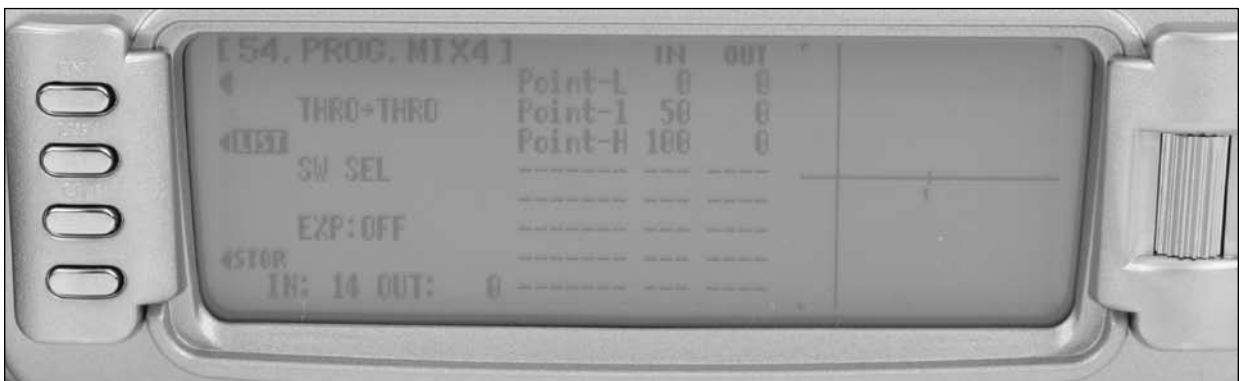 [54.PROG.MIX4] IN OUT
Point-L 0 0
THRO→THRO Point-1 50 0
LIST Point-H 100 0
SW SEL ------- --- ----
------- --- ----
EXP:OFF ------- --- ----
STOR ------- --- ----
IN: 14 OUT: 0 ------- --- ----